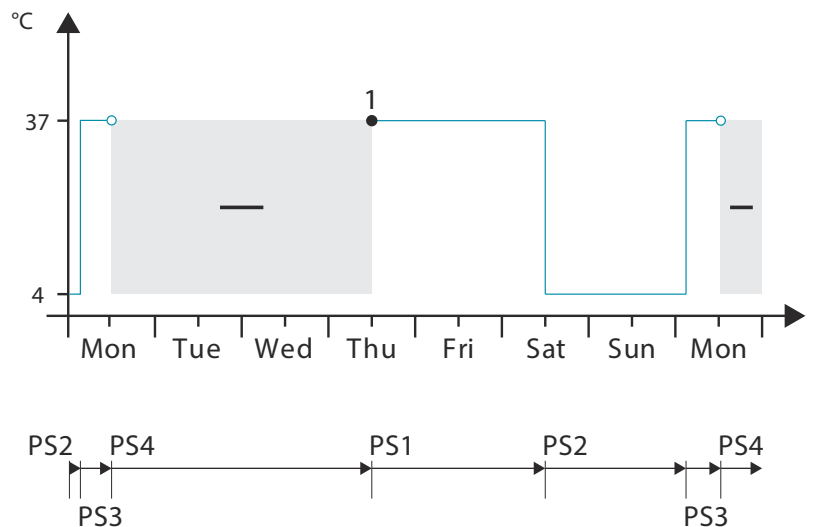 °C
1
37
4
Mon Tue Wed Thu Fri Sat Sun Mon
PS2 PS4 PS1 PS2 PS4
PS3 PS3